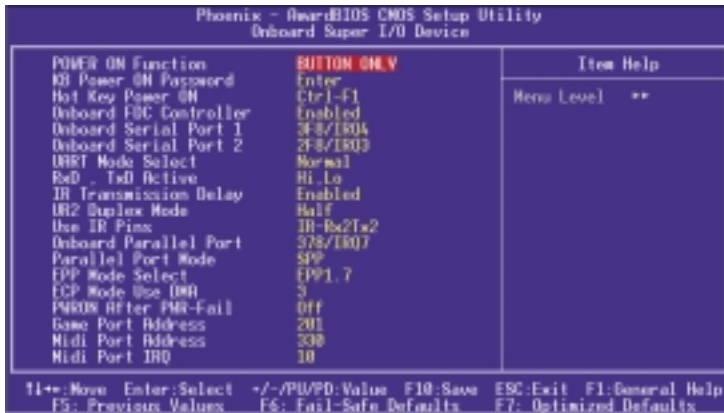 Phoenix - AwardBIOS CMOS Setup Utility
Onboard Super I/O Device
POWER ON Function BUTTON ONLY
KB Power ON Password Enter
Hot Key Power ON Ctrl-F1
Onboard FDC Controller Enabled
Onboard Serial Port 1 3F8/IRQ4
Onboard Serial Port 2 2F8/IRQ3
UART Mode Select Normal
RxD , TxD Active Hi,Lo
IR Transmission Delay Enabled
UR2 Duplex Mode Half
Use IR Pins IR-Rx2Tx2
Onboard Parallel Port 378/IRQ7
Parallel Port Mode SPP
EPP Mode Select EPP1.7
ECP Mode Use DMA 3
PWRON After PWR-Fail Off
Game Port Address 201
Midi Port Address 330
Midi Port IRQ 10
Item Help
Menu Level ►►
↑↓→←:Move Enter:Select +/-/PU/PD:Value F10:Save ESC:Exit F1:General Help
F5: Previous Values F6: Fail-Safe Defaults F7: Optimized Defaults